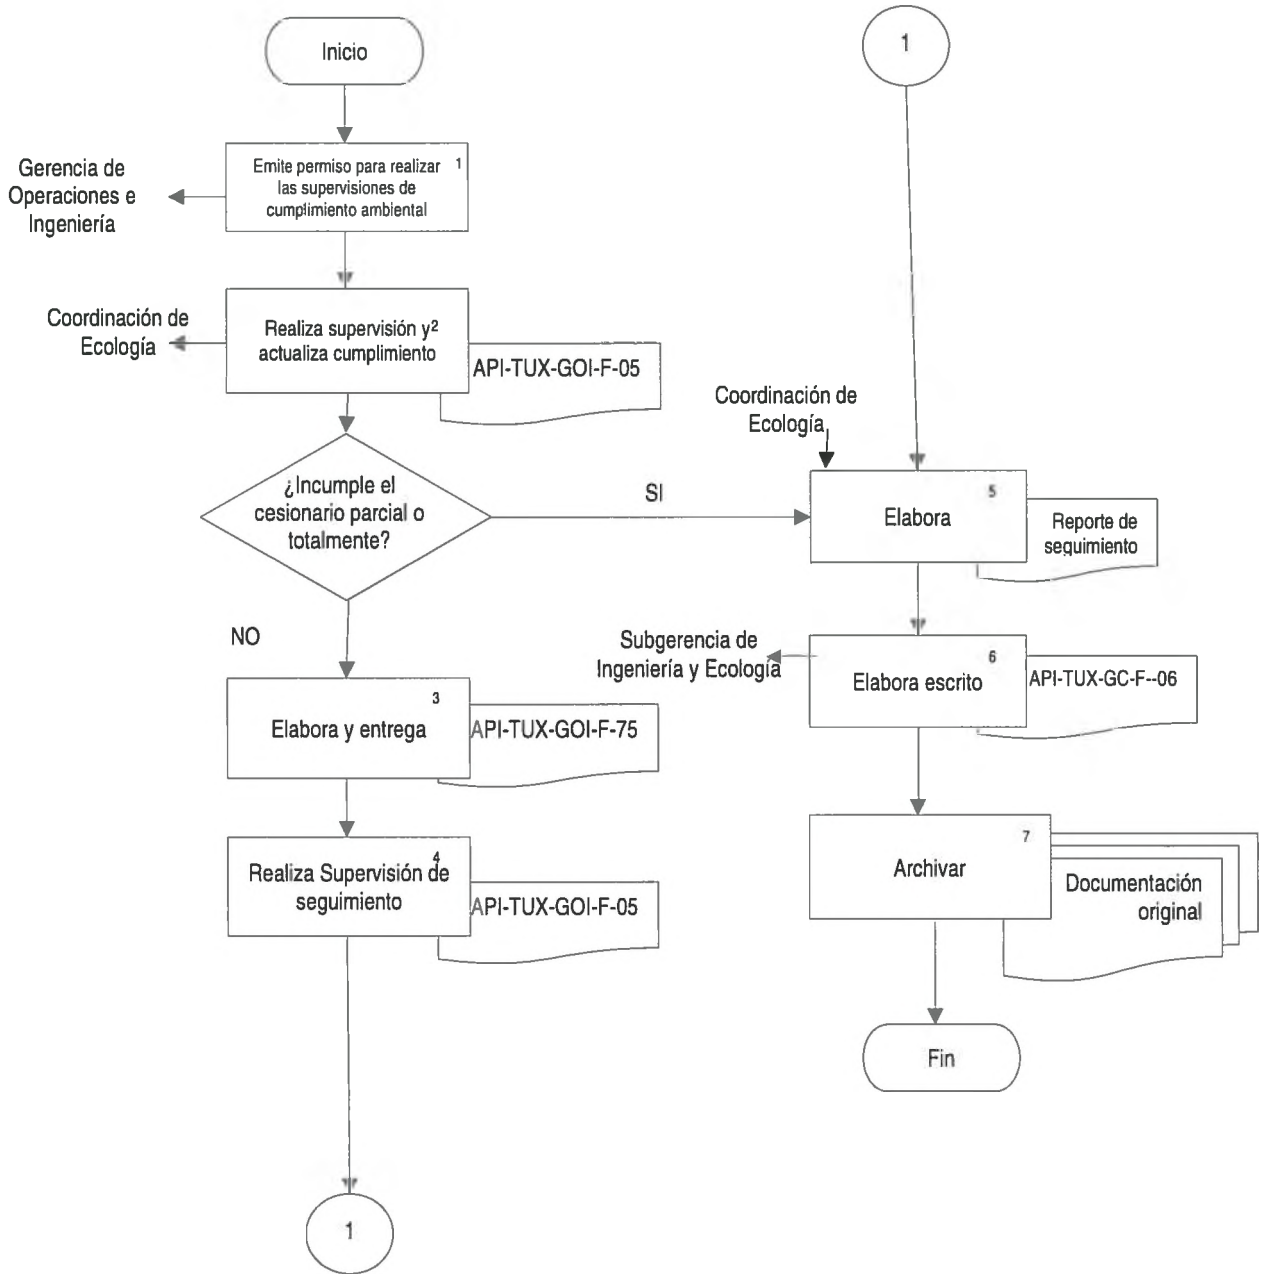 Inicio
Gerencia de
Operaciones e
Ingeniería
1
Emite permiso para realizar
las supervisiones de
cumplimiento ambiental
Coordinación de
Ecología
2
Realiza supervisión y
actualiza cumplimiento
API-TUX-GOI-F-05
¿Incumple el
cesionario parcial o
totalmente?
SI
NO
3
Elabora y entrega
API-TUX-GOI-F-75
4
Realiza Supervisión de
seguimiento
API-TUX-GOI-F-05
1
1
Coordinación de
Ecología
5
Elabora
Reporte de
seguimiento
Subgerencia de
Ingeniería y Ecología
6
Elabora escrito
API-TUX-GC-F--06
7
Archivar
Documentación
original
Fin